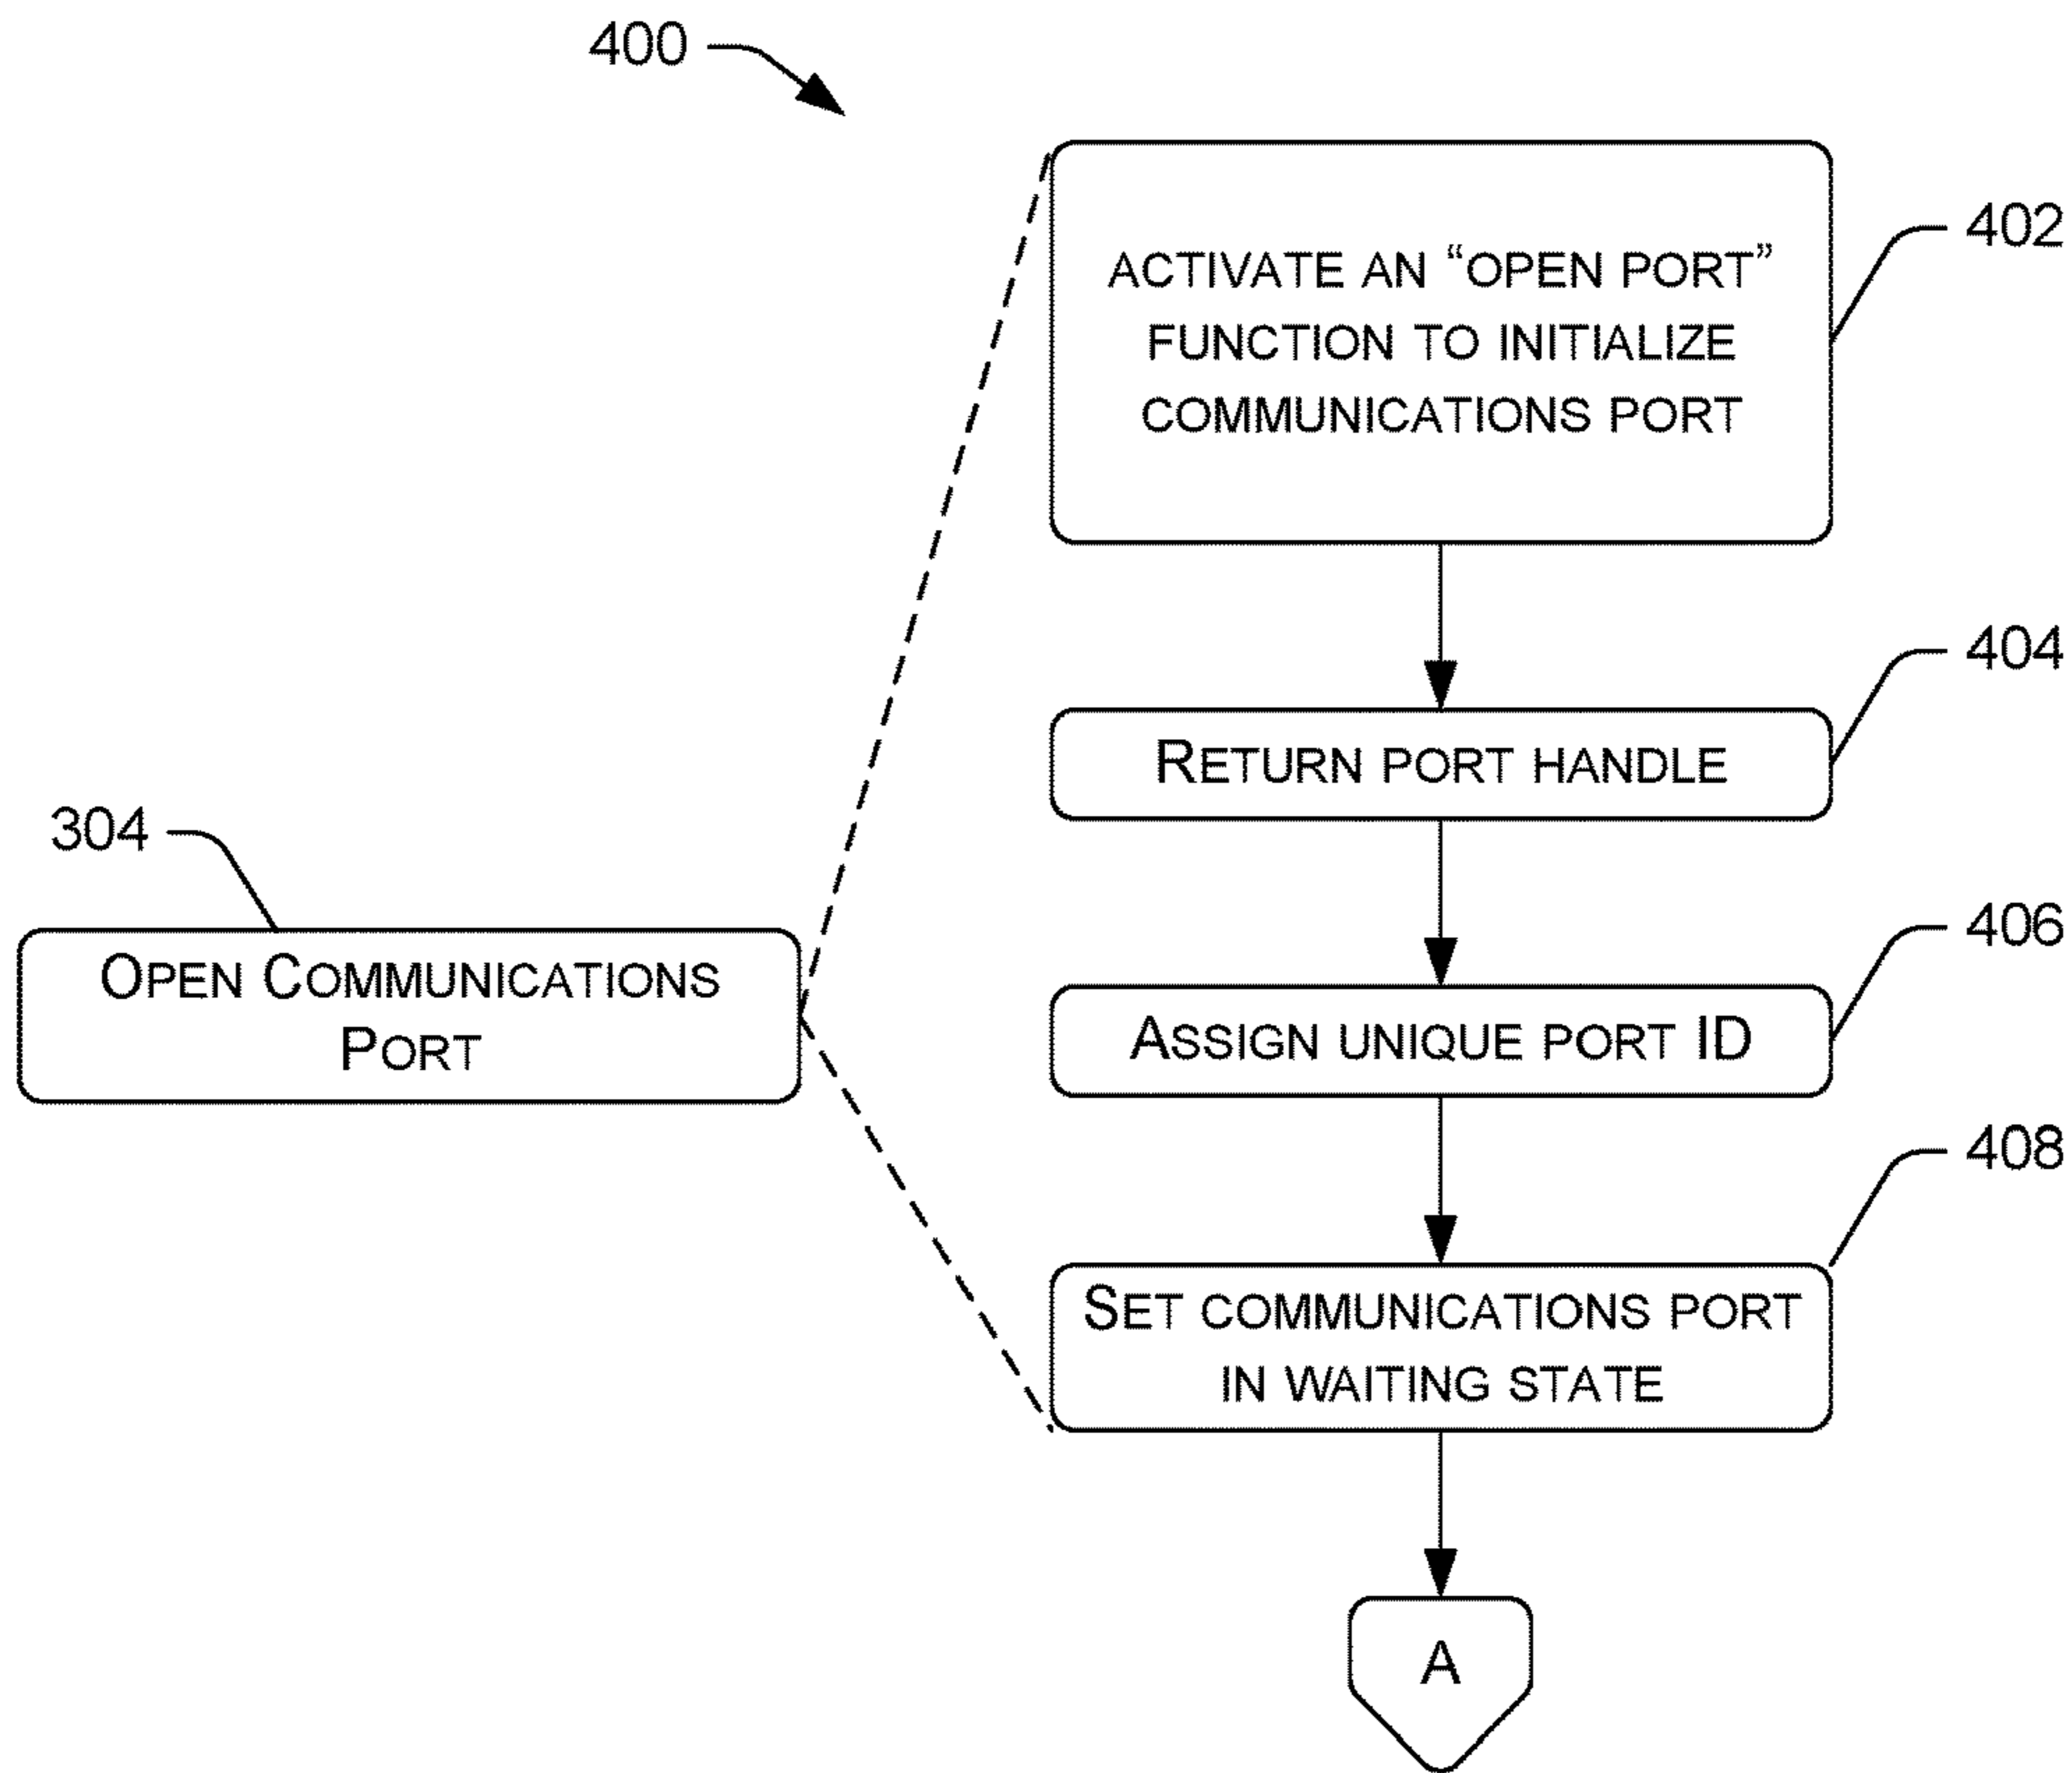 400
ACTIVATE AN “OPEN PORT”
FUNCTION TO INITIALIZE
COMMUNICATIONS PORT
402
RETURN PORT HANDLE
404
304
OPEN COMMUNICATIONS
PORT
ASSIGN UNIQUE PORT ID
406
SET COMMUNICATIONS PORT
IN WAITING STATE
408
A